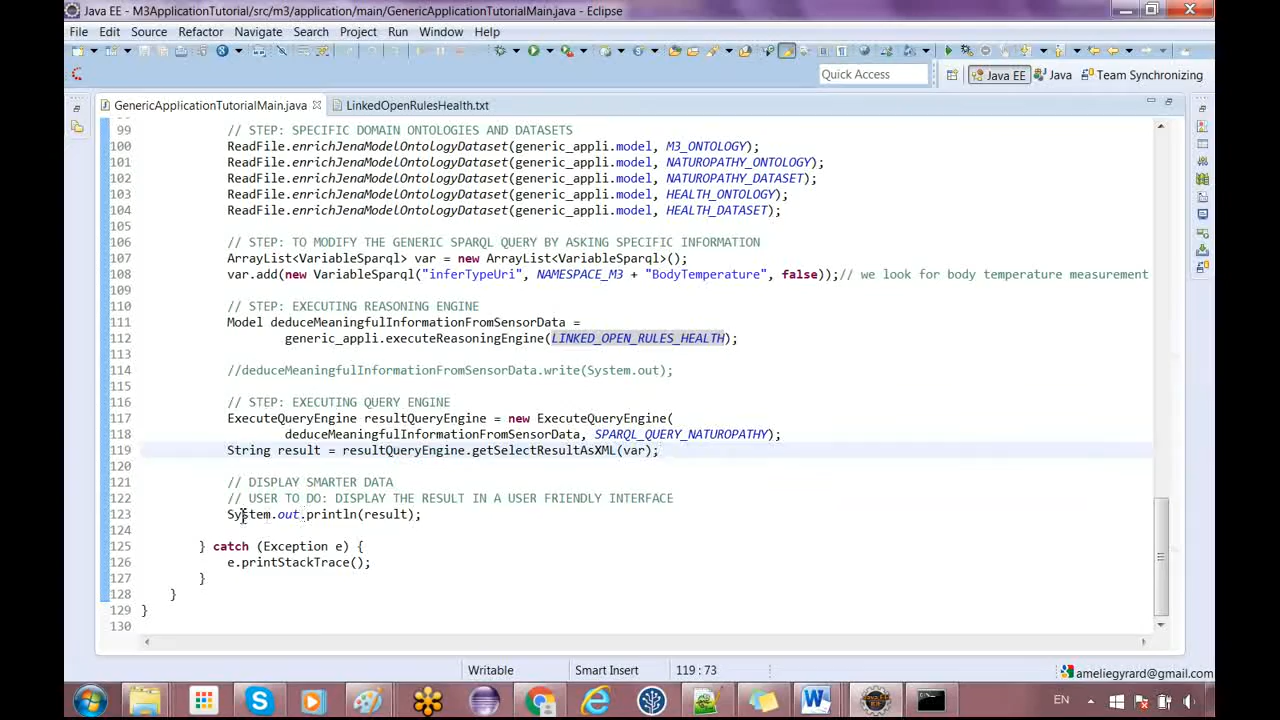 Java EE - M3ApplicationTutorial/src/m3/application/GenericApplicationTutorialMain.java - Eclipse
File Edit Source Refactor Navigate Search Project Run Window Help
Quick Access Java EE Java Team Synchronizing
GenericApplicationTutorialMain.java LinkedOpenRulesHealth.txt
99 // STEP: SPECIFIC DOMAIN ONTOLOGIES AND DATASETS
100 ReadFile.enrichJenaModelOntologyDataset(generic_appli.model, M3_ONTOLOGY);
101 ReadFile.enrichJenaModelOntologyDataset(generic_appli.model, NATUROPATHY_ONTOLOGY);
102 ReadFile.enrichJenaModelOntologyDataset(generic_appli.model, NATUROPATHY_DATASET);
103 ReadFile.enrichJenaModelOntologyDataset(generic_appli.model, HEALTH_ONTOLOGY);
104 ReadFile.enrichJenaModelOntologyDataset(generic_appli.model, HEALTH_DATASET);
105
106 // STEP: TO MODIFY THE GENERIC SPARQL QUERY BY ASKING SPECIFIC INFORMATION
107 ArrayList<VariableSparql> var = new ArrayList<VariableSparql>();
108 var.add(new VariableSparql("inferTypeUri", NAMESPACE_M3 + "BodyTemperature", false));// we look for body temperature measurement
109
110 // STEP: EXECUTING REASONING ENGINE
111 Model deduceMeaningfulInformationFromSensorData =
112 generic_appli.executeReasoningEngine(LINKED_OPEN_RULES_HEALTH);
113
114 //deduceMeaningfulInformationFromSensorData.write(System.out);
115
116 // STEP: EXECUTING QUERY ENGINE
117 ExecuteQueryEngine resultQueryEngine = new ExecuteQueryEngine(
118 deduceMeaningfulInformationFromSensorData, SPARQL_QUERY_NATUROPATHY);
119 String result = resultQueryEngine.getSelectResultAsXML(var);
120
121 // DISPLAY SMARTER DATA
122 // USER TO DO: DISPLAY THE RESULT IN A USER FRIENDLY INTERFACE
123 System.out.println(result);
124
125 } catch (Exception e) {
126 e.printStackTrace();
127 }
128 }
129 }
130
Writable Smart Insert 119 : 73 ameliegyrard@gmail.com
EN